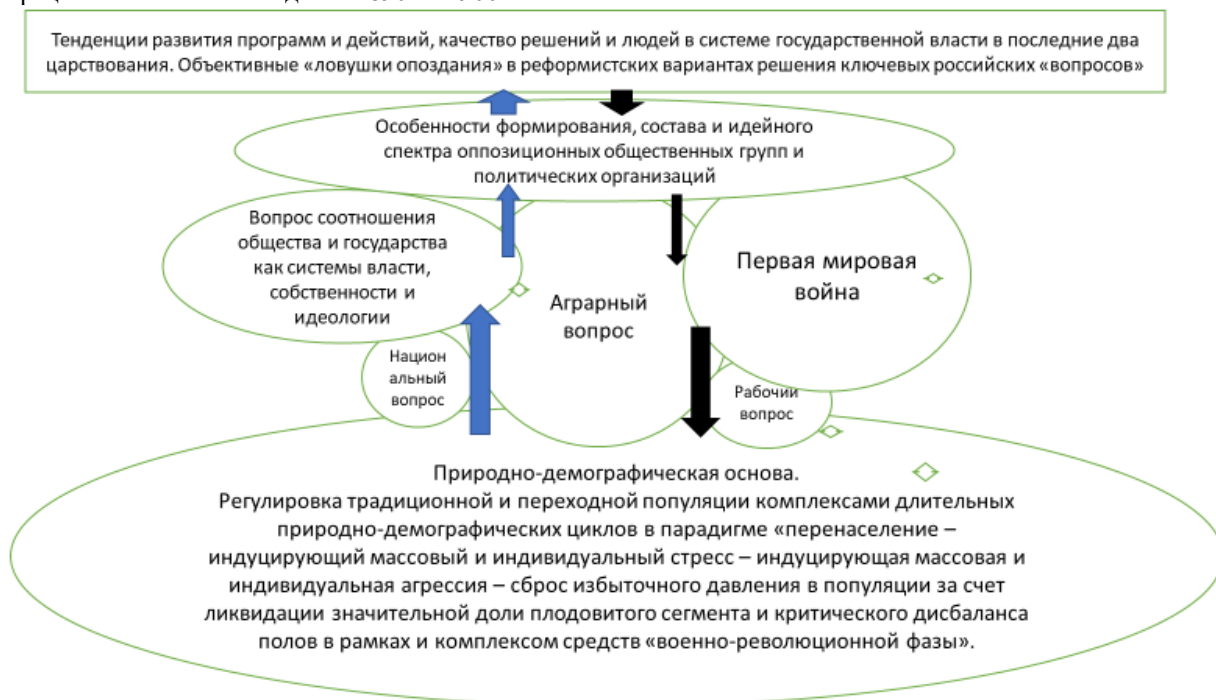 Тенденции развития программ и действий, качество решений и людей в системе государственной власти в последние два
царствования. Объективные «ловушки опоздания» в реформистских вариантах решения ключевых российских «вопросов»
Особенности формирования, состава и идейного
спектра оппозиционных общественных групп и
политических организаций
Вопрос соотношения
общества и государства
как системы власти,
собственности и
идеологии
Аграрный
вопрос
Первая мировая
война
Национ
альный
вопрос
Рабочий
вопрос
Природно-демографическая основа.
Регулировка традиционной и переходной популяции комплексами длительных
природно-демографических циклов в парадигме «перенаселение –
индуцирующий массовый и индивидуальный стресс – индуцирующая массовая и
индивидуальная агрессия – сброс избыточного давления в популяции за счет
ликвидации значительной доли плодовитого сегмента и критического дисбаланса
полов в рамках и комплексом средств «военно-революционной фазы».